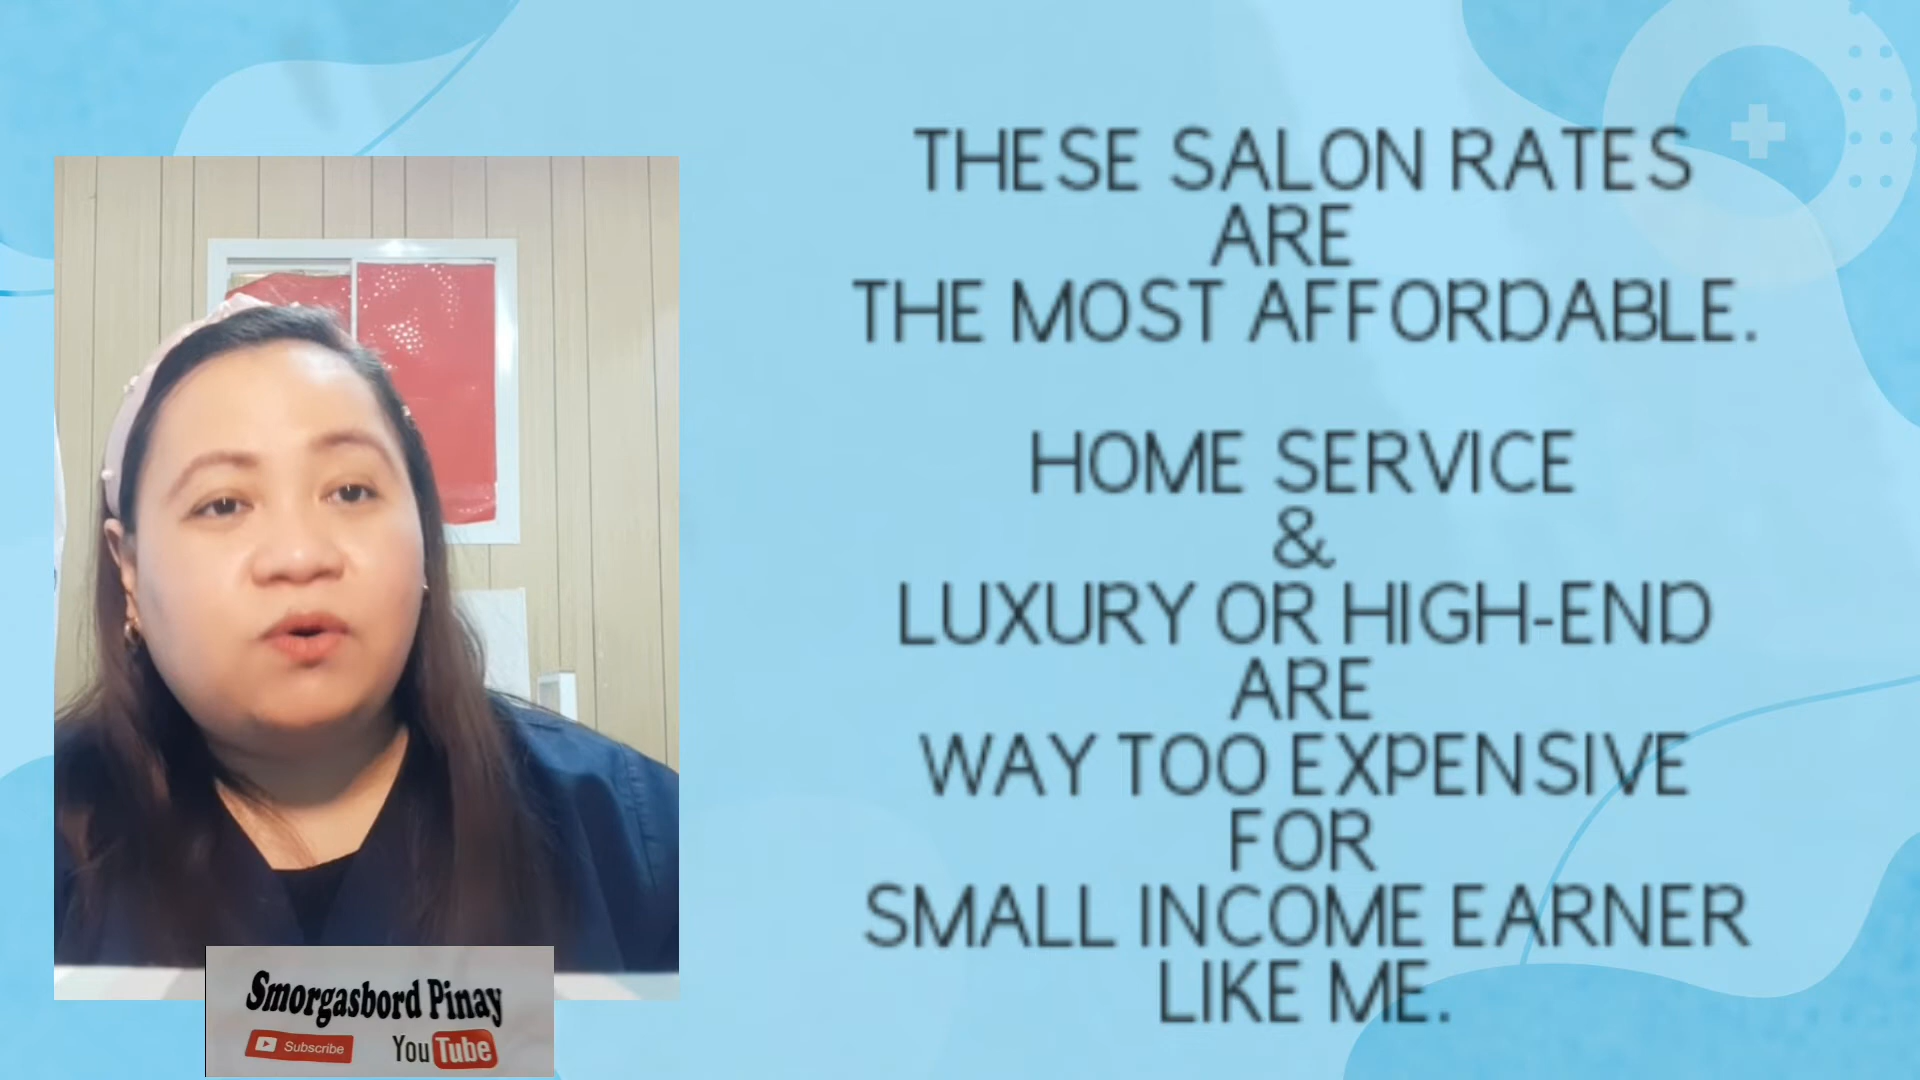 THESE SALON RATES
ARE
THE MOST AFFORDABLE.
HOME SERVICE
&
LUXURY OR HIGH-END
ARE
WAY TOO EXPENSIVE
FOR
SMALL INCOME EARNER
LIKE ME.
Smorgasbord Pinay
Subscribe
YouTube